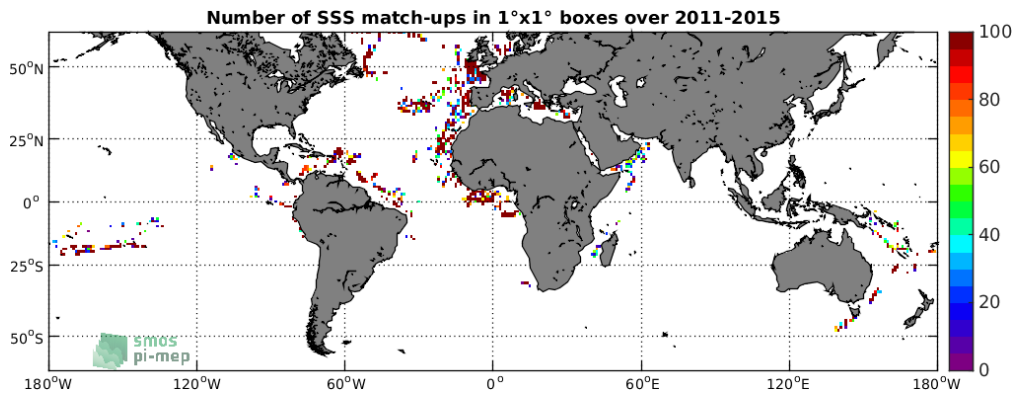 Number of SSS match-ups in 1°x1° boxes over 2011-2015
50°N
25°N
0°
25°S
50°S
180°W
120°W
60°W
0°
60°E
120°E
180°W
100
80
60
40
20
0
smos
pi-mep